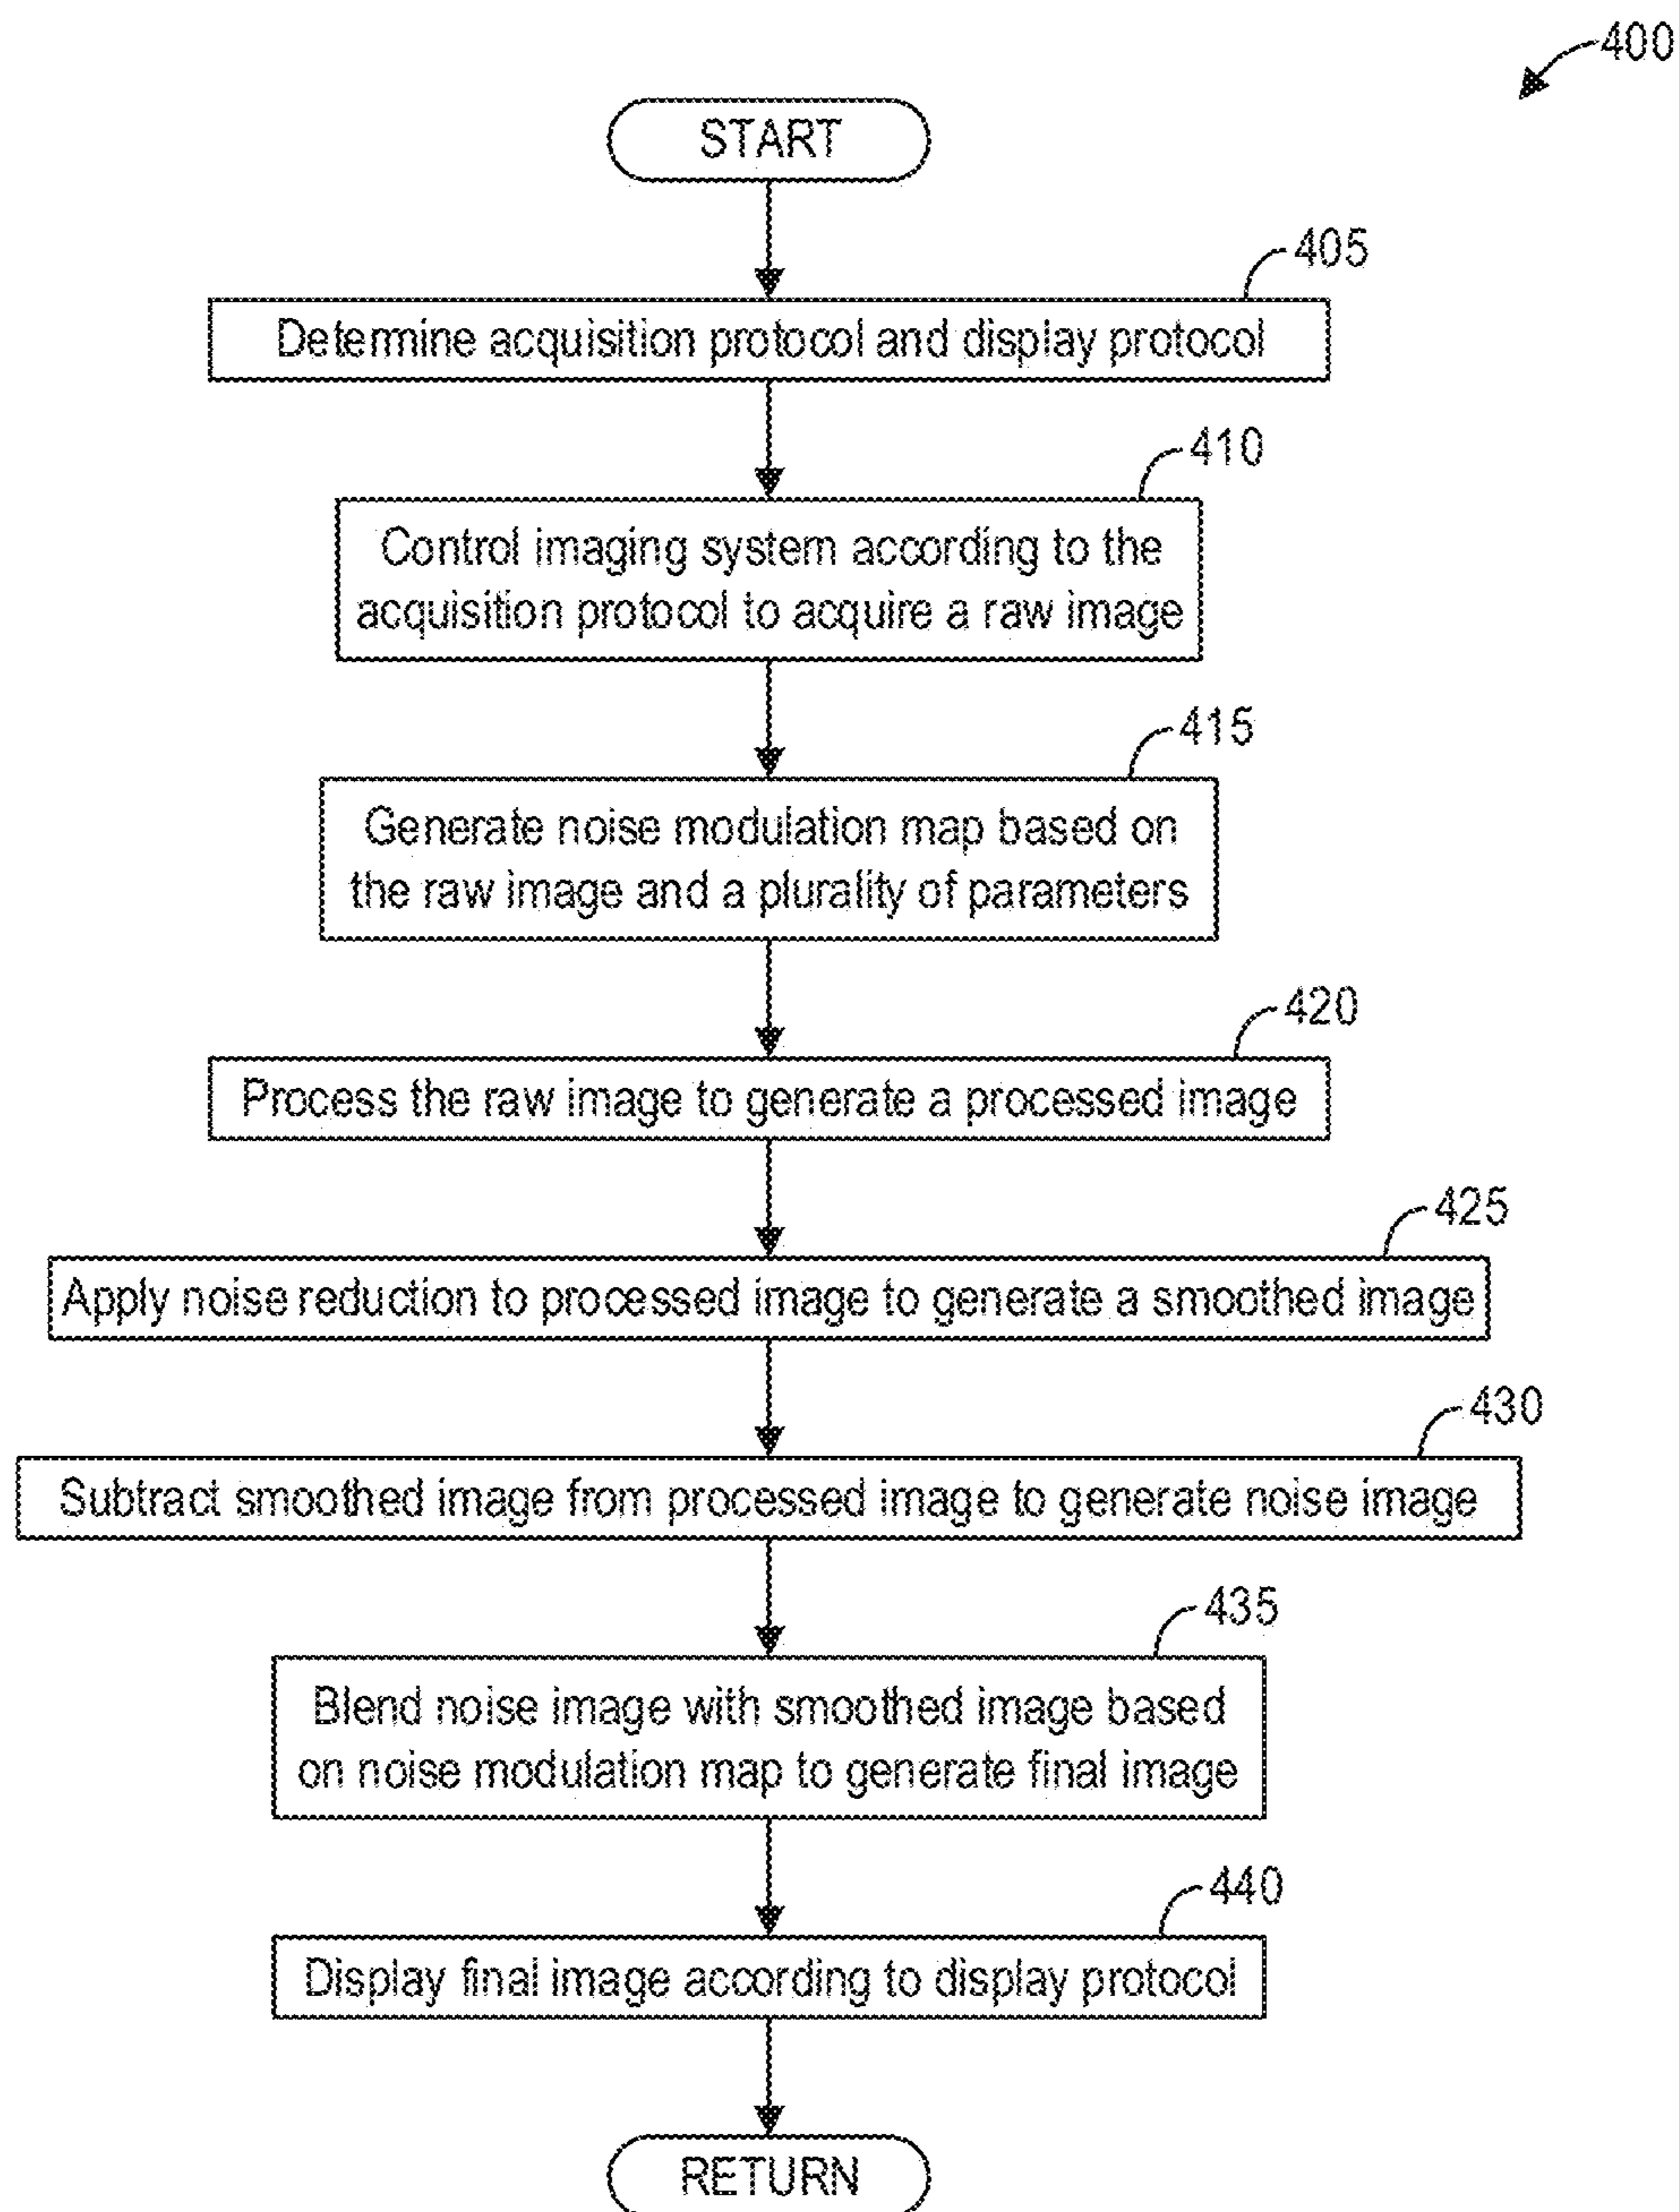 400
START
405
Determine acquisition protocol and display protocol
410
Control imaging system according to the
acquisition protocol to acquire a raw image
415
Generate noise modulation map based on
the raw image and a plurality of parameters
420
Process the raw image to generate a processed image
425
Apply noise reduction to processed image to generate a smoothed image
430
Subtract smoothed image from processed image to generate noise image
435
Blend noise image with smoothed image based
on noise modulation map to generate final image
440
Display final image according to display protocol
RETURN